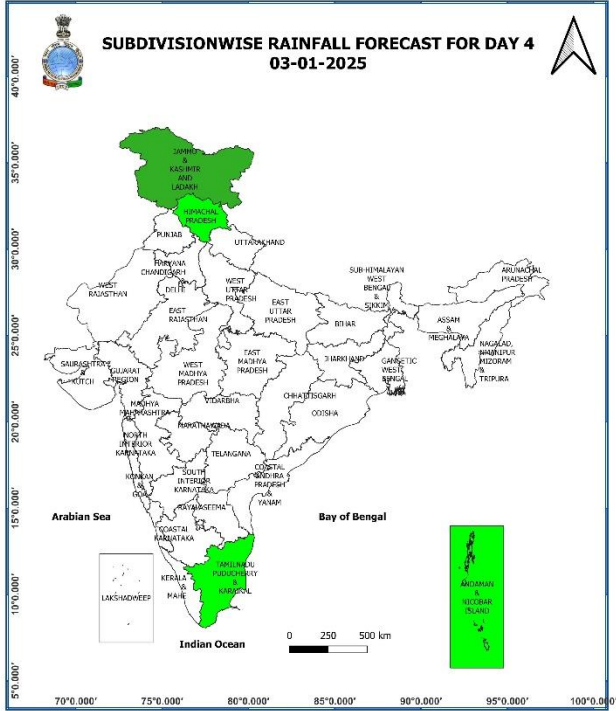 SUBDIVISIONWISE RAINFALL FORECAST FOR DAY 4
03-01-2025
40°0.000'
35°0.000'
30°0.000'
25°0.000'
20°0.000'
15°0.000'
10°0.000'
5°0.000'
JAMMU
&
KASHMIR
AND
LADAKH
HIMACHAL
PRADESH
PUNJAB
UTTARAKHAND
HARYANA
CHANDIGARH
DELHI
WEST
RAJASTHAN
WEST
UTTAR
PRADESH
SUB-HIMALAYAN
WEST
BENGAL
&
SIKKIM
ARUNACHAL
PRADESH
EAST
RAJASTHAN
EAST
UTTAR
PRADESH
BIHAR
ASSAM
&
MEGHALAYA
NAGALAD,
MANIPUR
MIZORAM
&
TRIPURA
SAURASHTRA
&
KUTCH
GUJARAT
REGION
WEST
MADHYA
PRADESH
EAST
MADHYA
PRADESH
JHARKHAND
GANGETIC
WEST
BENGAL
CHHATTISGARH
ODISHA
MADHYA
MAHARASHTRA
VIDARBHA
MARATHAWADA
NORTH
INTERIOR
KARNATAKA
TELANGANA
KONKAN
&
GOA
SOUTH
INTERIOR
KARNATAKA
COASTAL
ANDHRA
PRADESH
&
YANAM
RAYALASEEMA
COASTAL
KARNATAKA
Arabian Sea
Bay of Bengal
TAMILNADU
PUDUCHERRY
&
KARAIKAL
KERALA
&
MAHE
LAKSHADWEEP
ANDAMAN
&
NICOBAR
ISLAND
Indian Ocean
0 250 500 km
70°0.000' 75°0.000' 80°0.000' 85°0.000' 90°0.000' 95°0.000' 100°0.000'